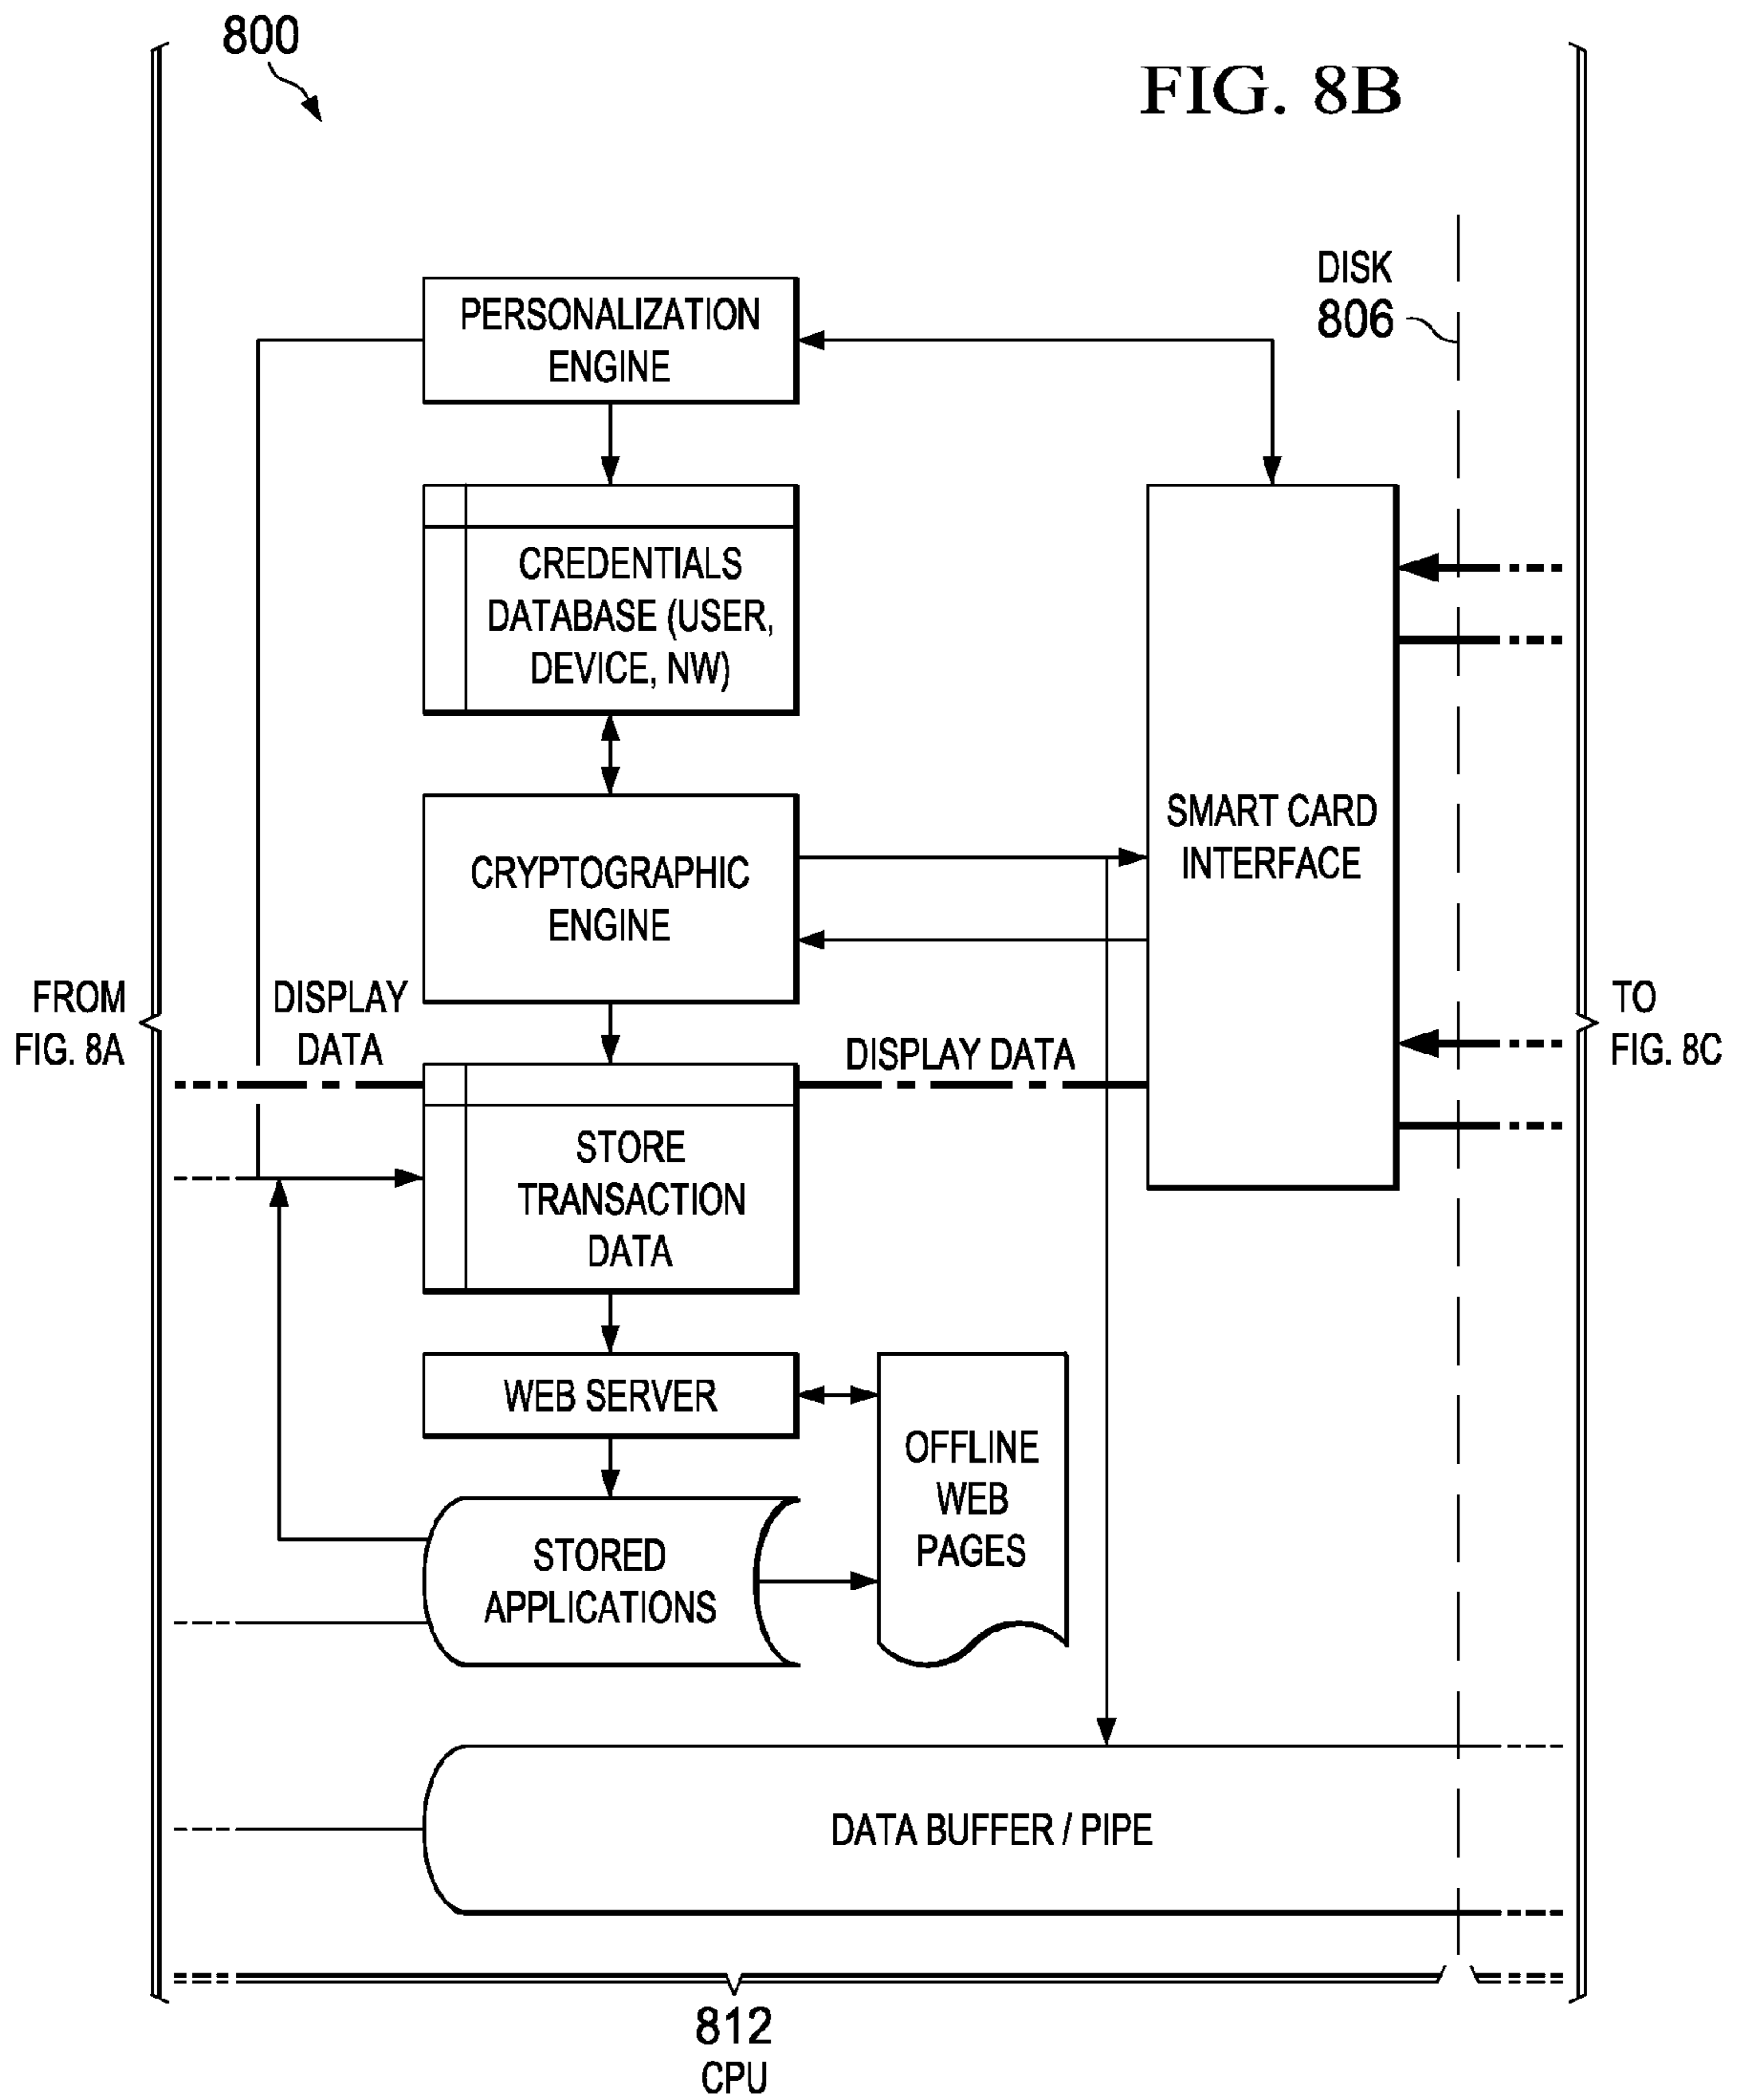 800
FIG. 8B
DISK
806
PERSONALIZATION
ENGINE
CREDENTIALS
DATABASE (USER,
DEVICE, NW)
SMART CARD
INTERFACE
CRYPTOGRAPHIC
ENGINE
FROM
FIG. 8A
DISPLAY
DATA
DISPLAY DATA
TO
FIG. 8C
STORE
TRANSACTION
DATA
WEB SERVER
OFFLINE
WEB
PAGES
STORED
APPLICATIONS
DATA BUFFER / PIPE
812
CPU